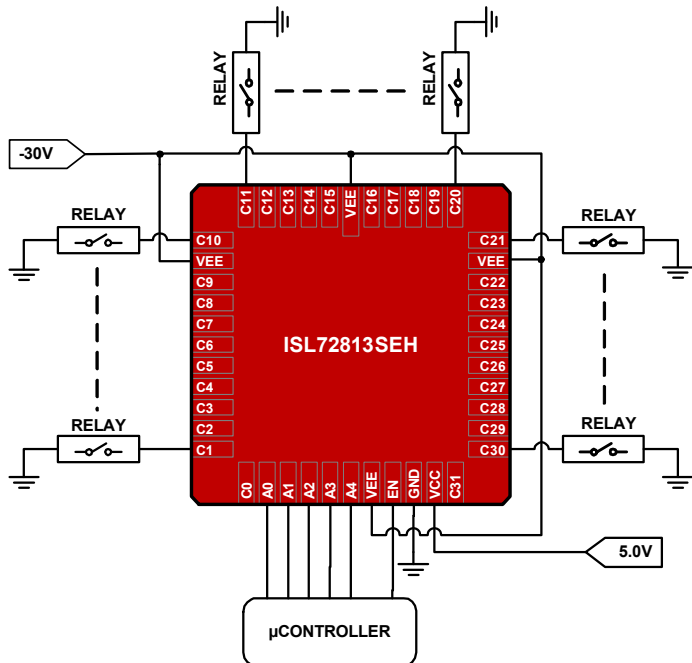 RELAY
RELAY
-30V
C11
C12
C13
C14
C15
VEE
C16
C17
C18
C19
C20
RELAY
RELAY
C10
VEE
C9
C8
C7
C6
C5
C4
C3
C2
C1
ISL72813SEH
C21
VEE
C22
C23
C24
C25
C26
C27
C28
C29
C30
RELAY
RELAY
C0
A0
A1
A2
A3
A4
VEE
EN
GND
VCC
C31
5.0V
µCONTROLLER